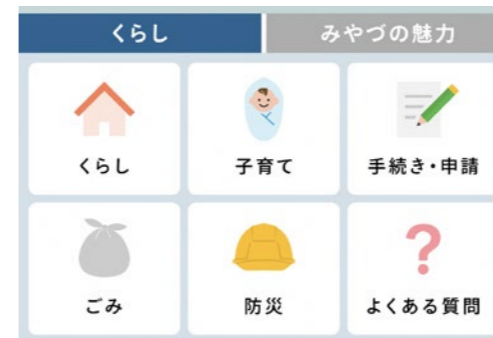 くらし
みやづの魅力
くらし
子育て
手続き・申請
ごみ
防災
よくある質問